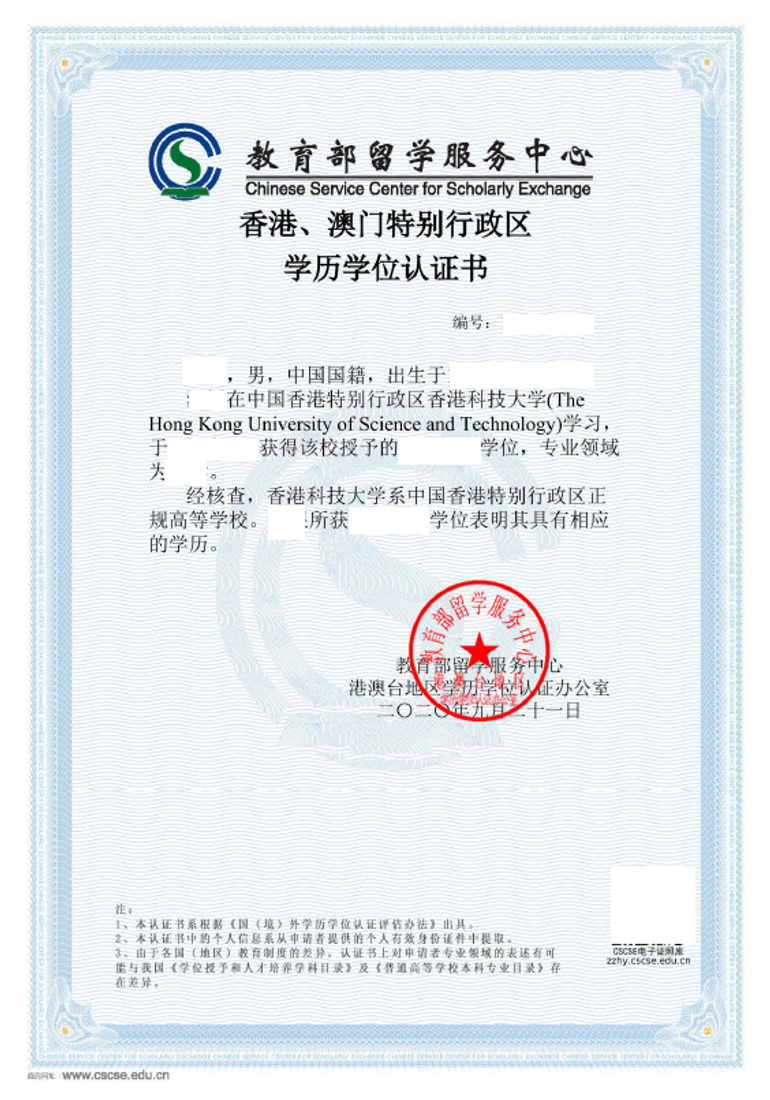 教育部留学服务中心
Chinese Service Center for Scholarly Exchange
香港、澳门特别行政区
学历学位认证书
编号：
，男，中国国籍，出生于
在中国香港特别行政区香港科技大学(The
Hong Kong University of Science and Technology)学习，
于 获得该校授予的 学位，专业领域
为 。
经核查，香港科技大学系中国香港特别行政区正
规高等学校。 所获 学位表明其具有相应
的学历。
教育部留学服务中心
教育部留学服务中心
港澳台地区学历学位认证办公室
二〇二〇年九月二十一日
注：
1、本认证书系根据《国（境）外学历学位认证评估办法》出具。
2、本认证书中的个人信息系从申请者提供的个人有效身份证件中提取。
3、由于各国（地区）教育制度的差异，认证书上对申请者专业领域的表述有可
能与我国《学位授予和人才培养学科目录》及《普通高等学校本科专业目录》存
在差异。
CSCSE电子证照库
zzhy.cscse.edu.cn
www.cscse.edu.cn